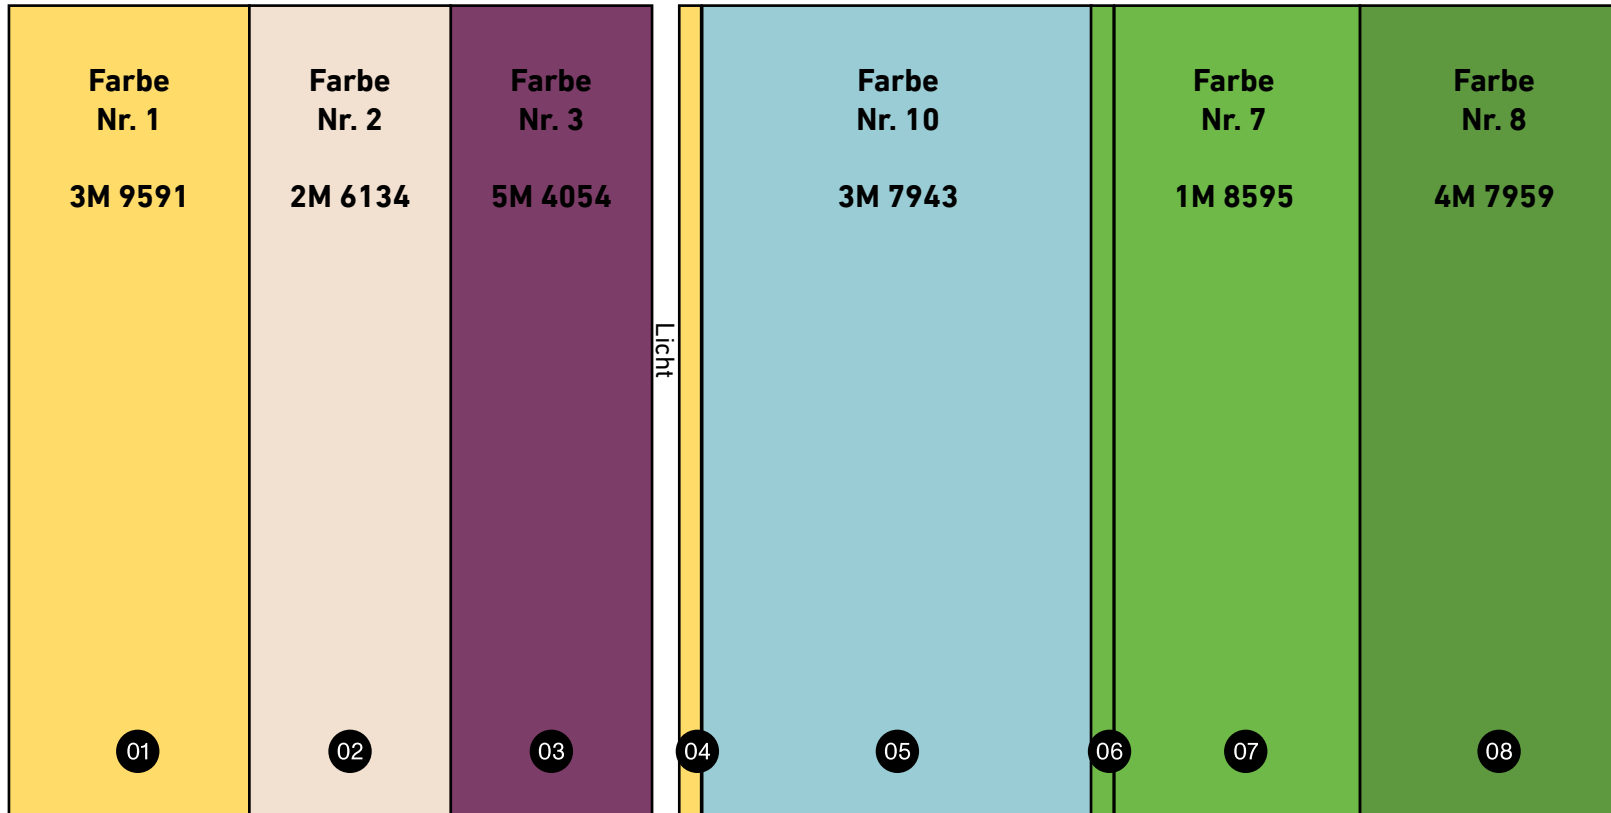 Farbe
Nr. 1
3M 9591
Farbe
Nr. 2
2M 6134
Farbe
Nr. 3
5M 4054
Licht
Farbe
Nr. 10
3M 7943
Farbe
Nr. 7
1M 8595
Farbe
Nr. 8
4M 7959
01
02
03
04
05
06
07
08